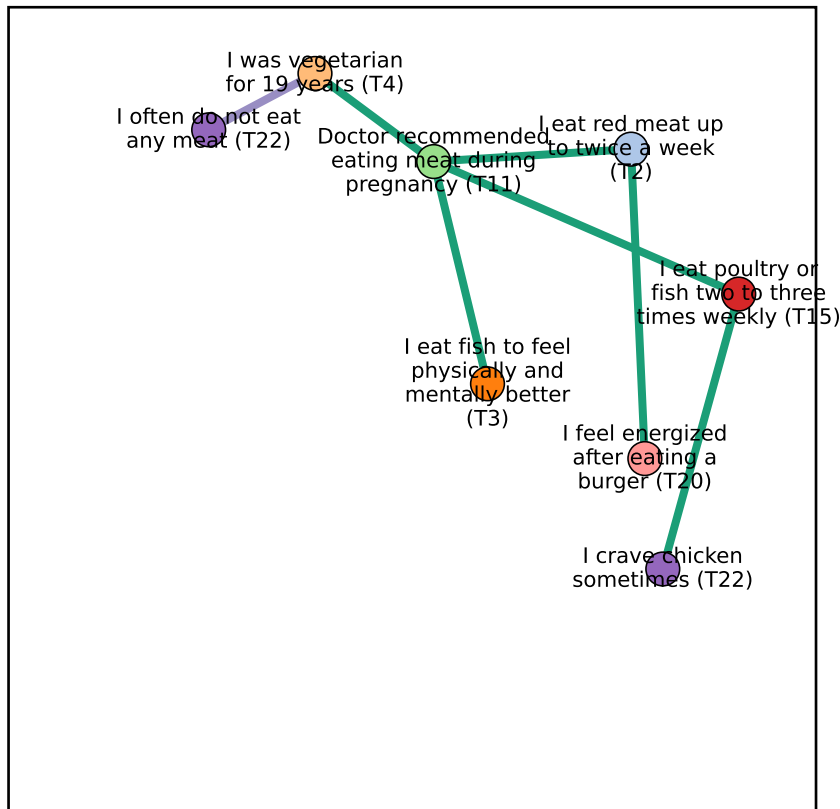 I was vegetarian
for 19 years (T4)
I often do not eat
any meat (T22)
Doctor recommended
eating meat during
pregnancy (T11)
I eat red meat up
to twice a week
(T2)
I eat poultry or
fish two to three
times weekly (T15)
I eat fish to feel
physically and
mentally better
(T3)
I feel energized
after eating a
burger (T20)
I crave chicken
sometimes (T22)